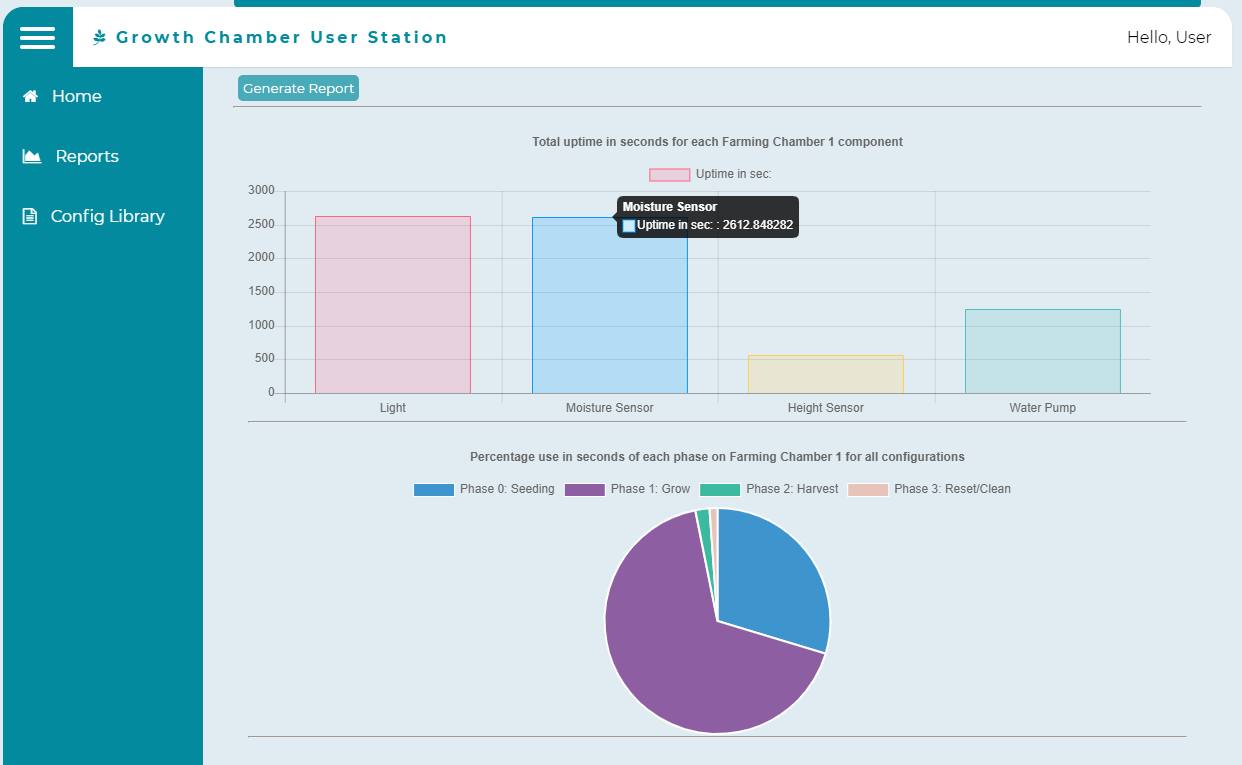 Growth Chamber User Station
Hello, User
Home
Reports
Config Library
Generate Report
Total uptime in seconds for each Farming Chamber 1 component
Uptime in sec:
3000
2500
2000
1500
1000
500
0
Moisture Sensor
Uptime in sec: : 2612.848282
Light Moisture Sensor Height Sensor Water Pump
Percentage use in seconds of each phase on Farming Chamber 1 for all configurations
Phase 0: Seeding Phase 1: Grow Phase 2: Harvest Phase 3: Reset/Clean